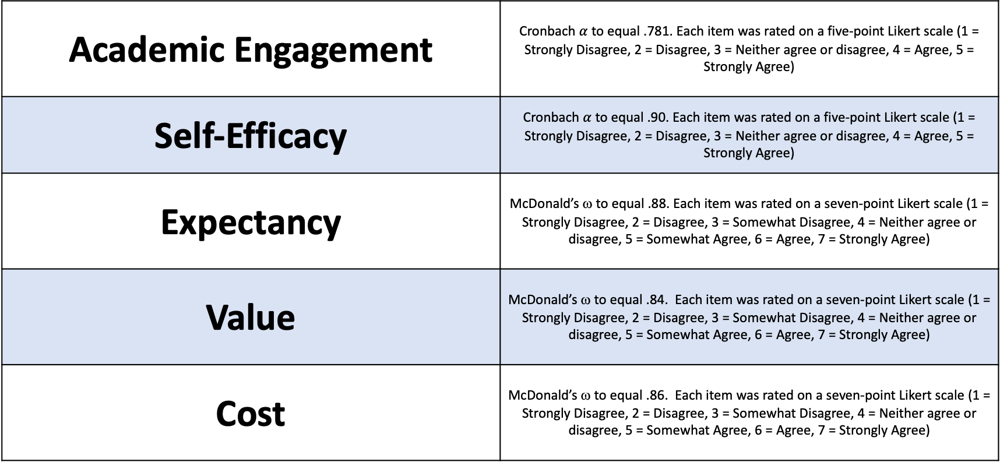 Academic Engagement
Cronbach 𝛼 to equal .781. Each item was rated on a five-point Likert scale (1 =
Strongly Disagree, 2 = Disagree, 3 = Neither agree or disagree, 4 = Agree, 5 =
Strongly Agree)
Self-Efficacy
Cronbach 𝛼 to equal .90. Each item was rated on a five-point Likert scale (1 =
Strongly Disagree, 2 = Disagree, 3 = Neither agree or disagree, 4 = Agree, 5 =
Strongly Agree)
Expectancy
McDonald’s ω to equal .88. Each item was rated on a seven-point Likert scale (1 =
Strongly Disagree, 2 = Disagree, 3 = Somewhat Disagree, 4 = Neither agree or
disagree, 5 = Somewhat Agree, 6 = Agree, 7 = Strongly Agree)
Value
McDonald’s ω to equal .84.  Each item was rated on a seven-point Likert scale (1 =
Strongly Disagree, 2 = Disagree, 3 = Somewhat Disagree, 4 = Neither agree or
disagree, 5 = Somewhat Agree, 6 = Agree, 7 = Strongly Agree)
Cost
McDonald’s ω to equal .86.  Each item was rated on a seven-point Likert scale (1 =
Strongly Disagree, 2 = Disagree, 3 = Somewhat Disagree, 4 = Neither agree or
disagree, 5 = Somewhat Agree, 6 = Agree, 7 = Strongly Agree)